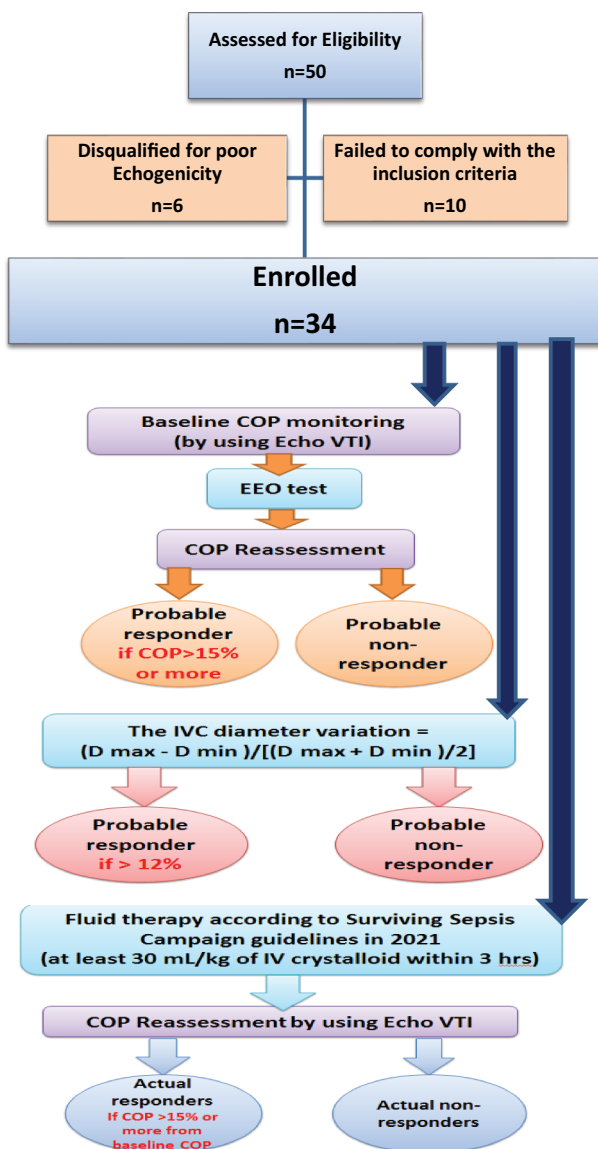 Assessed for Eligibility
n=50
Disqualified for poor
Echogenicity
n=6
Failed to comply with the
inclusion criteria
n=10
Enrolled
n=34
Baseline COP monitoring
(by using Echo VTI)
EEO test
COP Reassessment
Probable
responder
if COP>15%
or more
Probable
non-
responder
The IVC diameter variation =
(D max - D min )/[(D max + D min )/2]
Probable
responder
if > 12%
Probable
non-
responder
Fluid therapy according to Surviving Sepsis
Campaign guidelines in 2021
(at least 30 mL/kg of IV crystalloid within 3 hrs)
COP Reassessment by using Echo VTI
Actual
responders
If COP >15% or
more from
baseline COP
Actual non-
responders